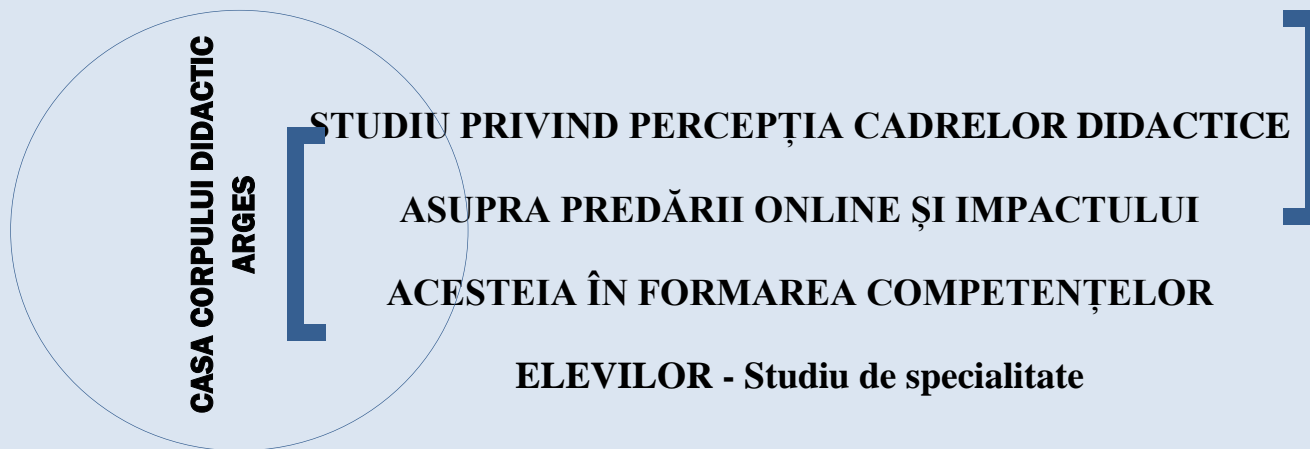 CASA CORPULUI DIDACTIC
ARGES
STUDIU PRIVIND PERCEPȚIA CADRELOR DIDACTICE
ASUPRA PREDĂRII ONLINE ȘI IMPACTULUI
ACESTEIA ÎN FORMAREA COMPETENȚELOR
ELEVILOR - Studiu de specialitate